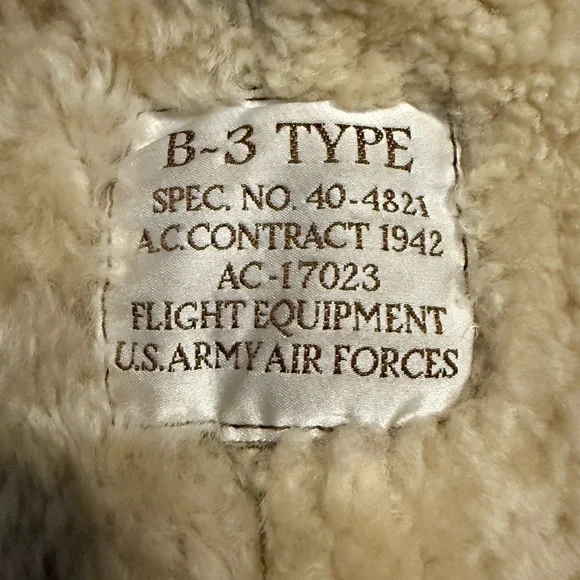 B~3 TYPE
SPEC. NO. 40-4821
A.C.CONTRACT 1942
AC-17023
FLIGHT EQUIPMENT
U.S.ARMY AIR FORCES